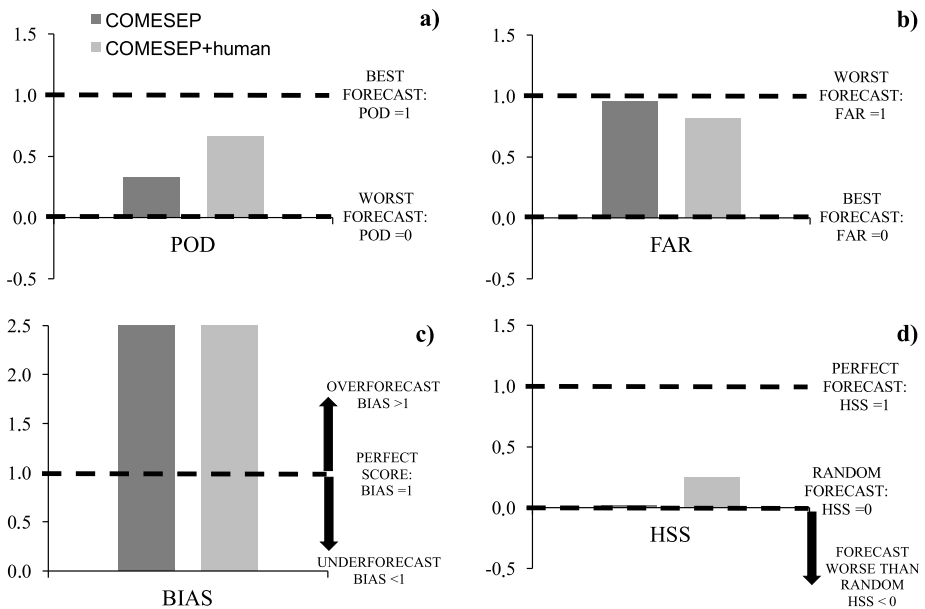 a)
COMESEP
COMESEP+human
1.5
1.0
0.5
0.0
-0.5
BEST
FORECAST:
POD =1
WORST
FORECAST:
POD =0
POD
b)
1.5
1.0
0.5
0.0
-0.5
WORST
FORECAST:
FAR =1
BEST
FORECAST:
FAR =0
FAR
c)
2.5
2.0
1.5
1.0
0.5
0.0
OVERFORECAST
BIAS >1
PERFECT
SCORE:
BIAS =1
UNDERFORECAST
BIAS <1
BIAS
d)
1.5
1.0
0.5
0.0
-0.5
PERFECT
FORECAST:
HSS =1
RANDOM
FORECAST:
HSS =0
HSS
FORECAST
WORSE THAN
RANDOM
HSS < 0